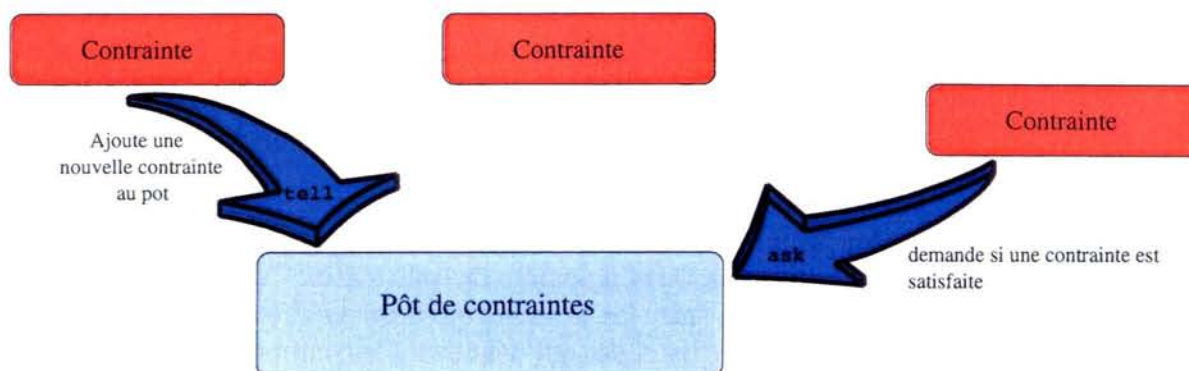 Contrainte
Contrainte
Contrainte
Ajoute une
nouvelle contrainte
au pot
tell
ask
demande si une contrainte est
satisfaite
Pôt de contraintes